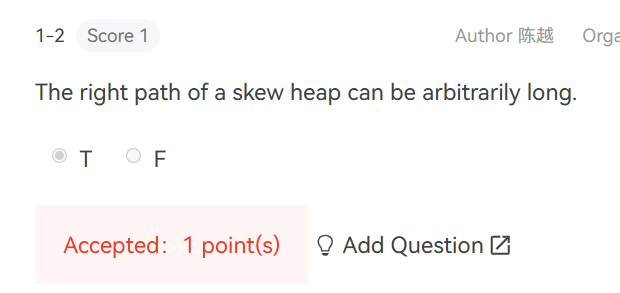 1-2 Score 1 Author 陈越 Orga
The right path of a skew heap can be arbitrarily long.
T F
Accepted: 1 point(s) Add Question